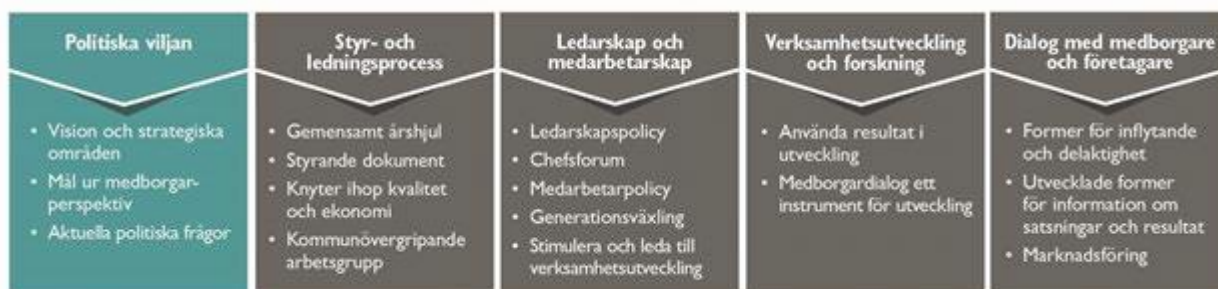 Politiska viljan
Vision och strategiska
områden
Mål ur medborgar-
perspektiv
Aktuella politiska frågor
Styr- och
ledningsprocess
Gemensamt årshjul
Styrande dokument
Knyter ihop kvalitet
och ekonomi
Kommunövergripande
arbetsgrupp
Ledarskap och
medarbetarskap
Ledarskapspolicy
Chefsforum
Medarbetarpolicy
Generationsväxling
Stimulera och leda till
verksamhetsutveckling
Verksamhetsutveckling
och forskning
Använda resultat i
utveckling
Medborgardialog ett
instrument för utveckling
Dialog med medborgare
och företagare
Former för inflytande
och delaktighet
Utvecklade former
för information om
satsningar och resultat
Marknadsföring